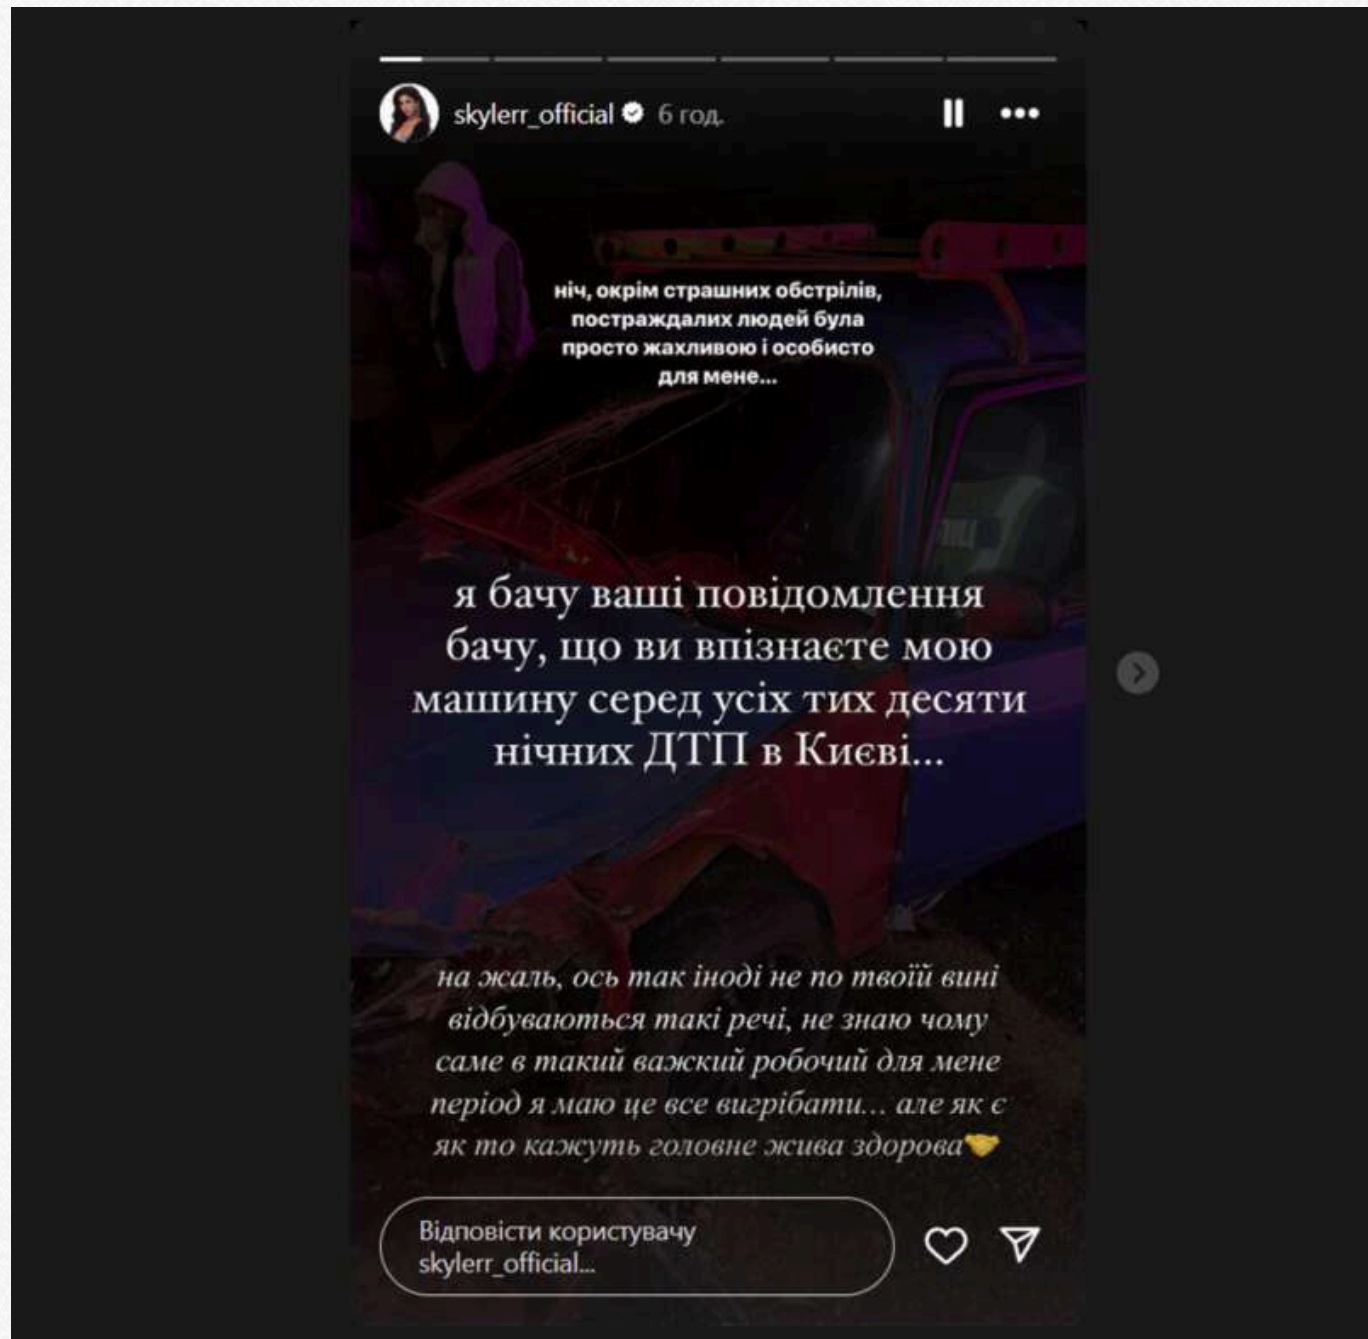 skylerr_official 6 год.
ніч, окрім страшних обстрілів,
постраждалих людей була
просто жахливою і особисто
для мене...
я бачу ваші повідомлення
бачу, що ви впізнаєте мою
машину серед усіх тих десяти
нічних ДТП в Києві...
на жаль, ось так іноді не по твоїй вині
відбуваються такі речі, не знаю чому
саме в такий важкий робочий для мене
період я маю це все вигрібати... але як є
як то кажуть головне жива здорова🤝
Відповісти користувачу
skylerr_official...